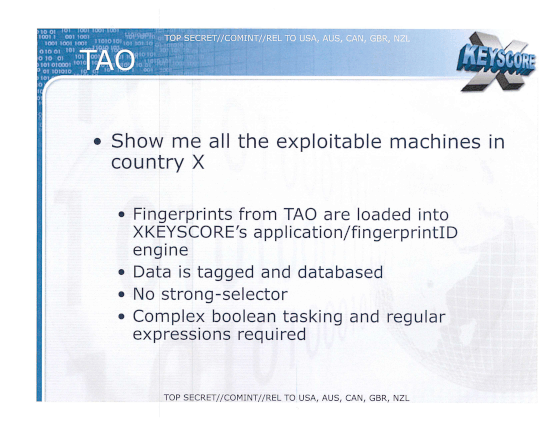 TOP SECRET//COMINT//REL TO USA, AUS, CAN, GBR, NZL
TAO
KEYSCORE
• Show me all the exploitable machines in
country X
• Fingerprints from TAO are loaded into
XKEYSCORE's application/fingerprintID
engine
• Data is tagged and databased
• No strong-selector
• Complex boolean tasking and regular
expressions required
TOP SECRET//COMINT//REL TO USA, AUS, CAN, GBR, NZL